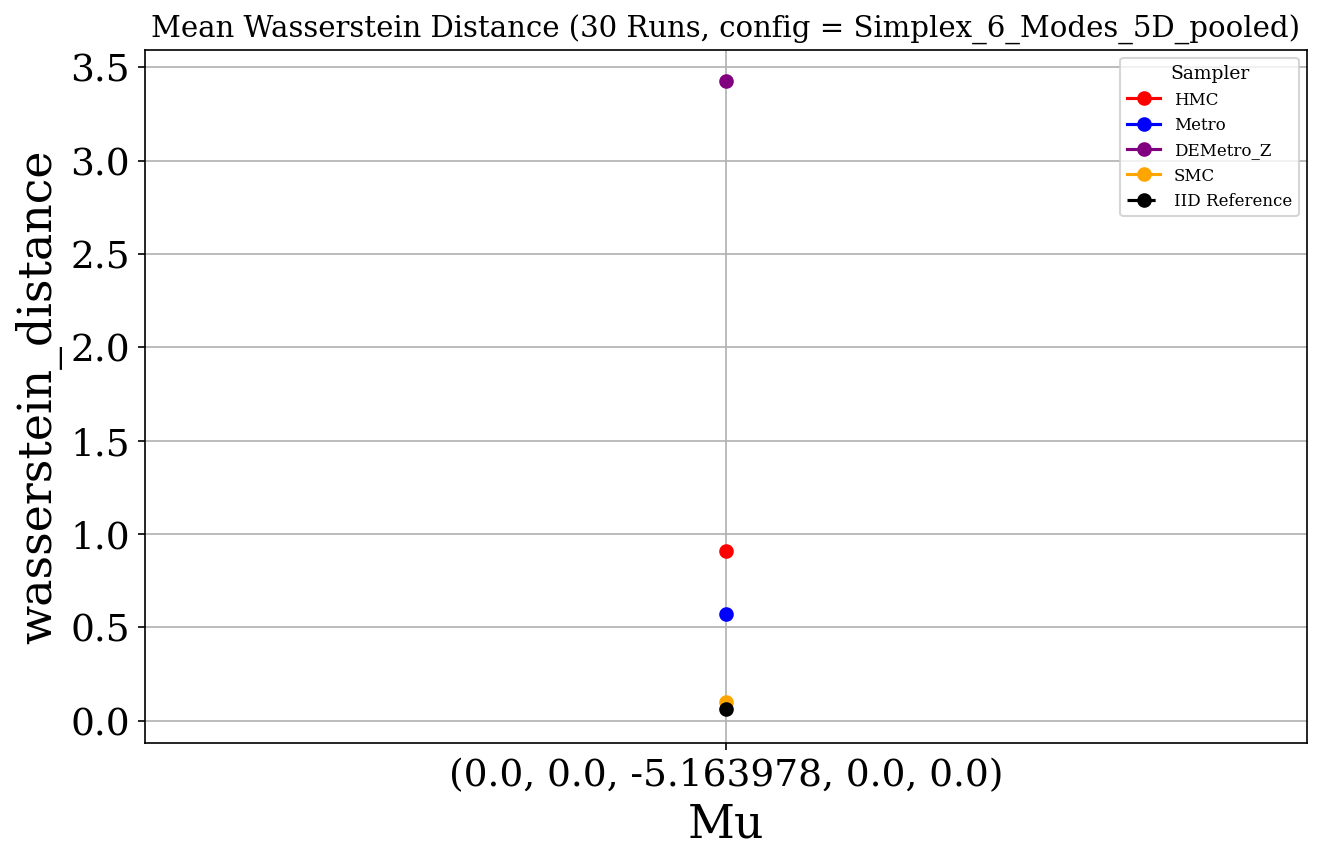 Mean Wasserstein Distance (30 Runs, config = Simplex_6_Modes_5D_pooled)
wasserstein_distance
3.5
3.0
2.5
2.0
1.5
1.0
0.5
0.0
Sampler
HMC
Metro
DEMetro_Z
SMC
IID Reference
(0.0, 0.0, -5.163978, 0.0, 0.0)
Mu